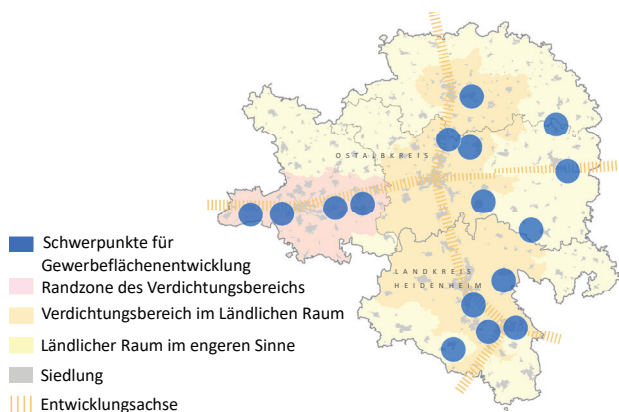 OSTALBKREIS
LANDKREIS
HEIDENHEIM
Schwerpunkte für
Gewerbeflächenentwicklung
Randzone des Verdichtungsbereichs
Verdichtungsbereich im Ländlichen Raum
Ländlicher Raum im engeren Sinne
Siedlung
Entwicklungsachse